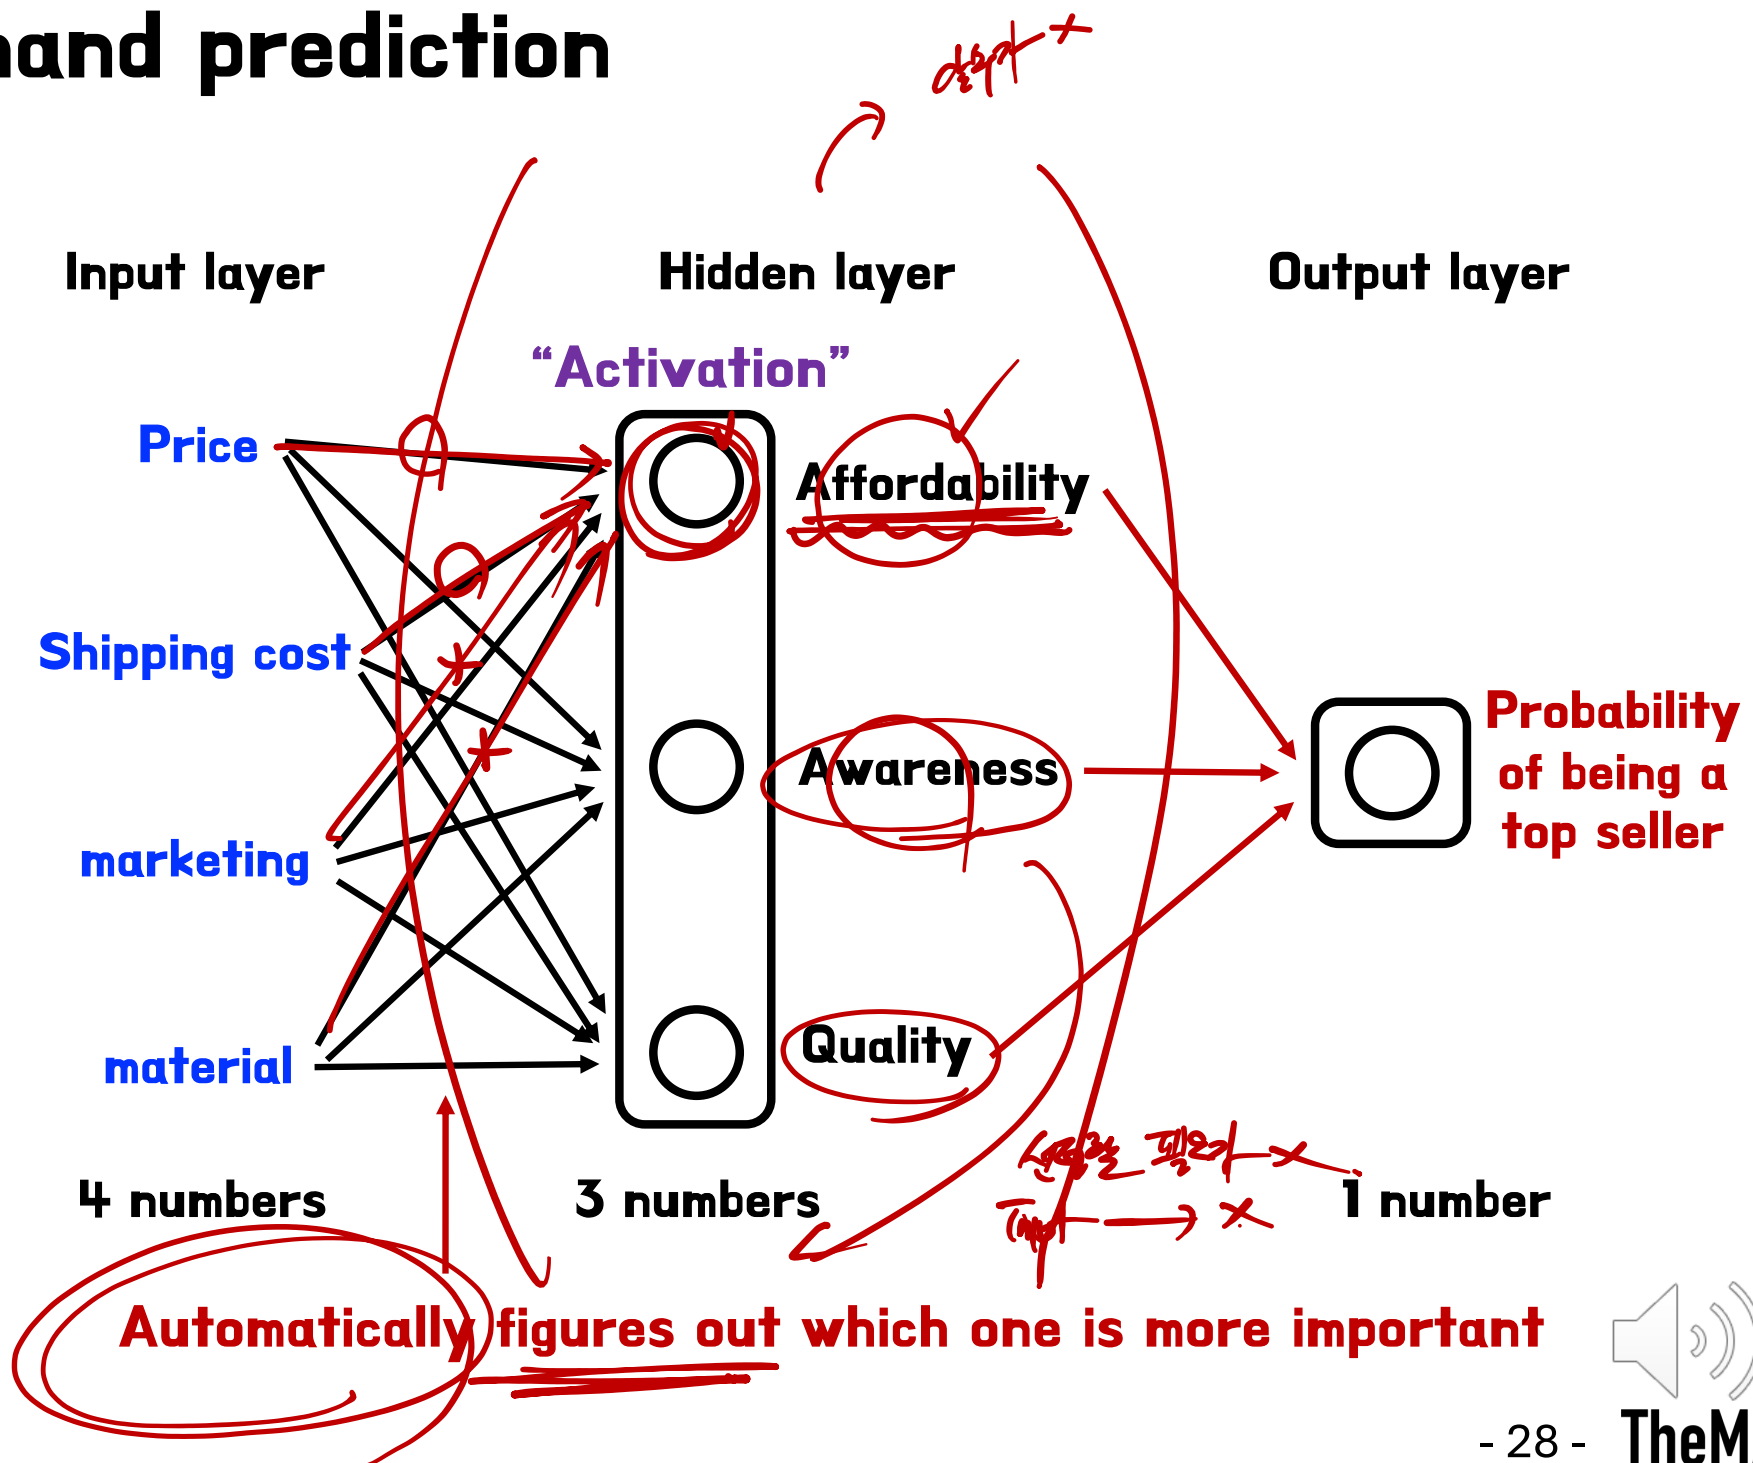 hand prediction
Input layer
Hidden layer
Output layer
“Activation”
Price
Affordability
Shipping cost
Probability
of being a
top seller
Awareness
marketing
Quality
material
4 numbers
3 numbers
1 number
Automatically figures out which one is more important
- 28 -
TheM